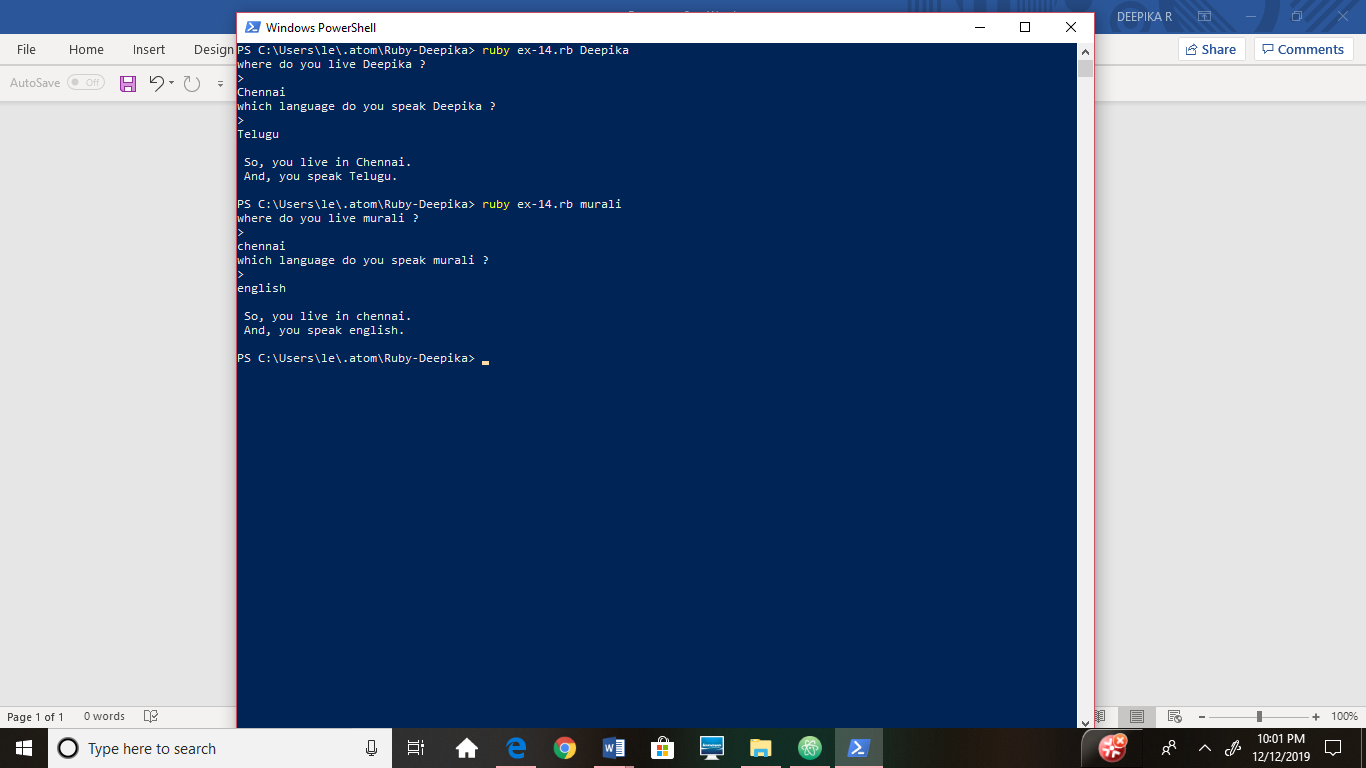 DEEPIKA R
Windows PowerShell
File Home Insert Design
Share Comments
AutoSave Off
PS C:\Users\le\.atom\Ruby-Deepika> ruby ex-14.rb Deepika
where do you live Deepika ?
>
Chennai
which language do you speak Deepika ?
>
Telugu
So, you live in Chennai.
And, you speak Telugu.
PS C:\Users\le\.atom\Ruby-Deepika> ruby ex-14.rb murali
where do you live murali ?
>
chennai
which language do you speak murali ?
>
english
So, you live in chennai.
And, you speak english.
PS C:\Users\le\.atom\Ruby-Deepika>
Page 1 of 1 0 words
100%
Type here to search
10:01 PM
12/12/2019